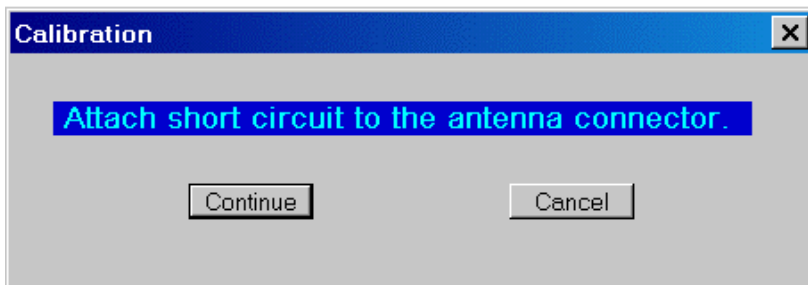 Calibration
Attach short circuit to the antenna connector.
Continue
Cancel